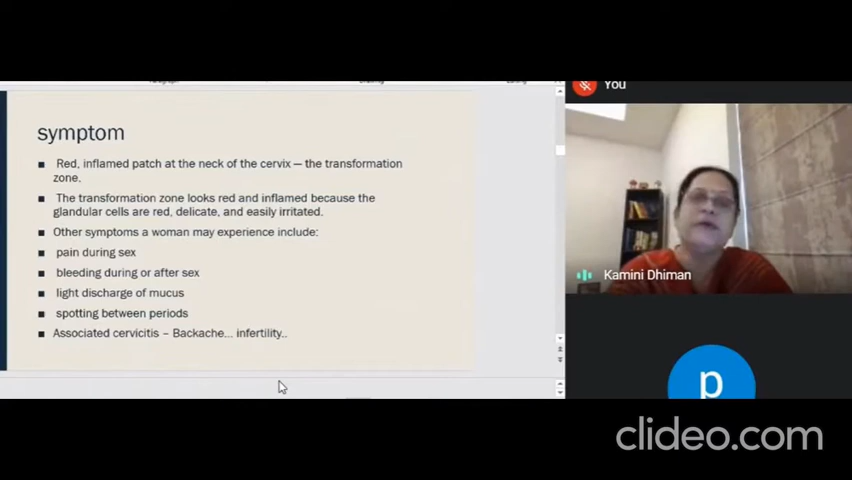 You
symptom
Red, inflamed patch at the neck of the cervix — the transformation
zone.
The transformation zone looks red and inflamed because the
glandular cells are red, delicate, and easily irritated.
Other symptoms a woman may experience include:
pain during sex
bleeding during or after sex
light discharge of mucus
spotting between periods
Associated cervicitis – Backache... infertility..
Kamini Dhiman
p
clideo.com